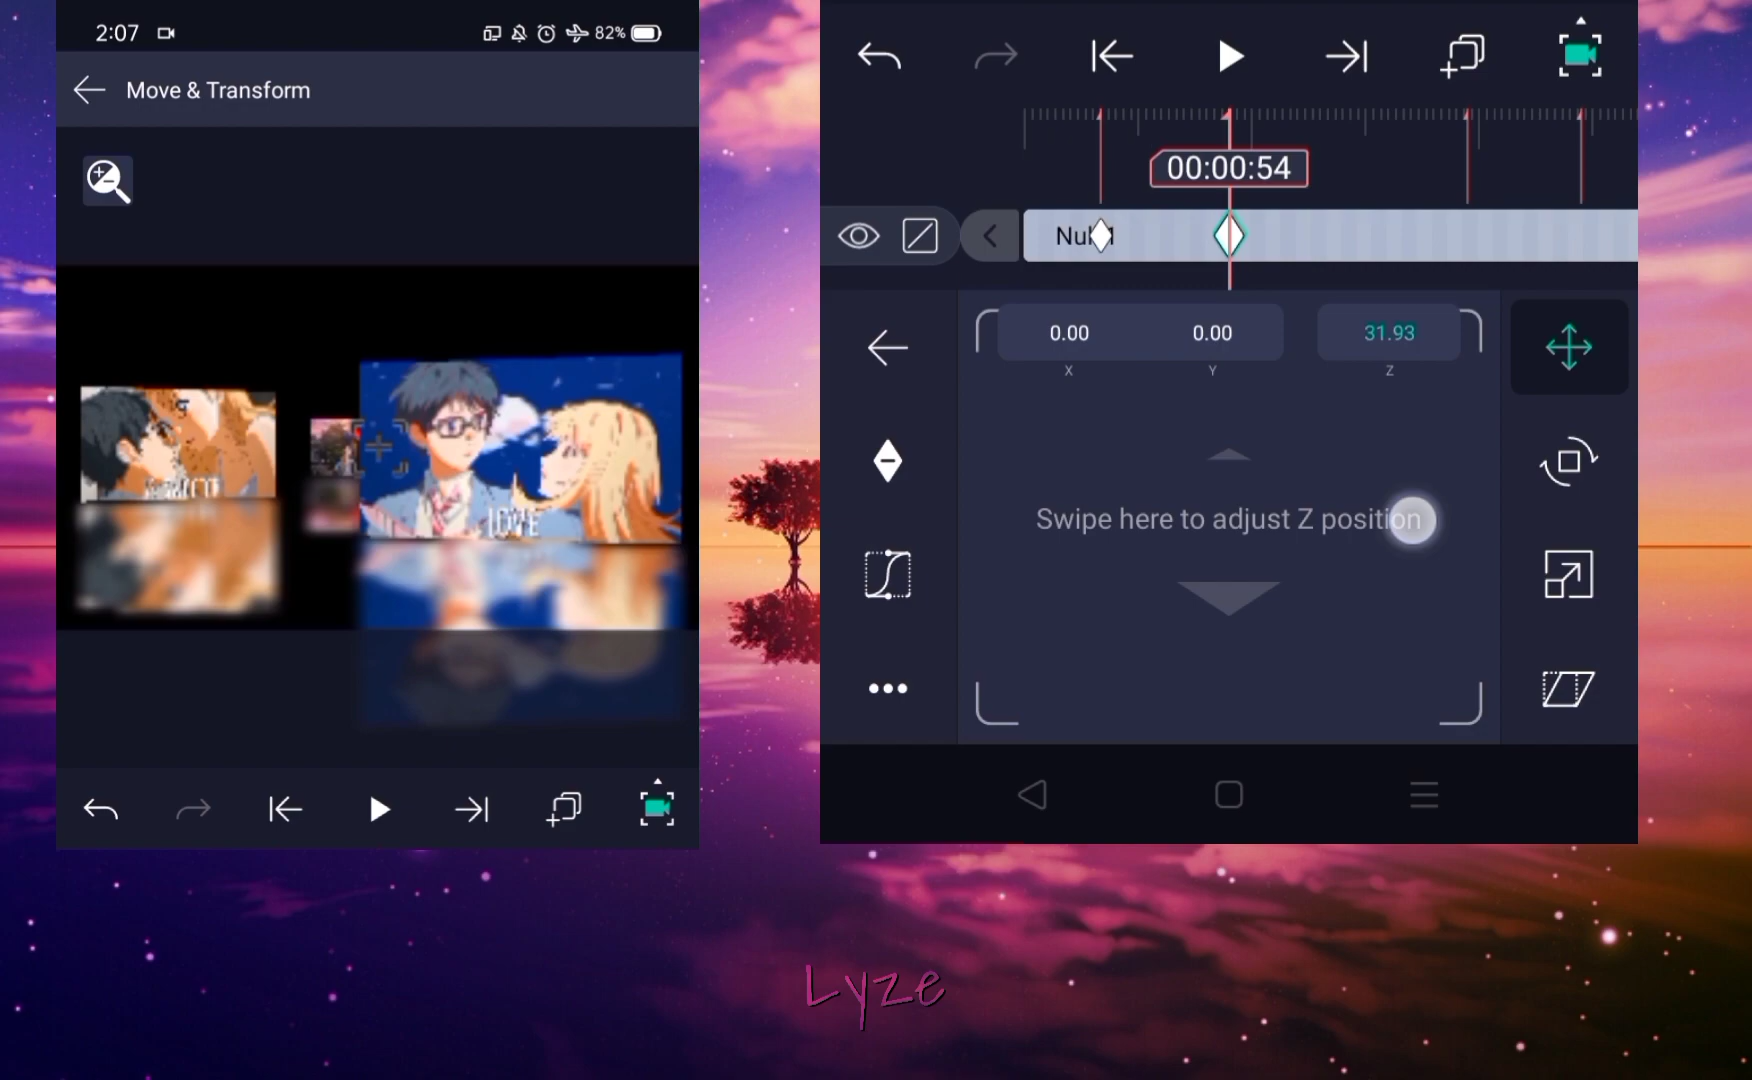 2:07
82%
Move & Transform
LOVE
00:00:54
0.00
0.00
31.93
X
Y
Z
Swipe here to adjust Z position
Lyze